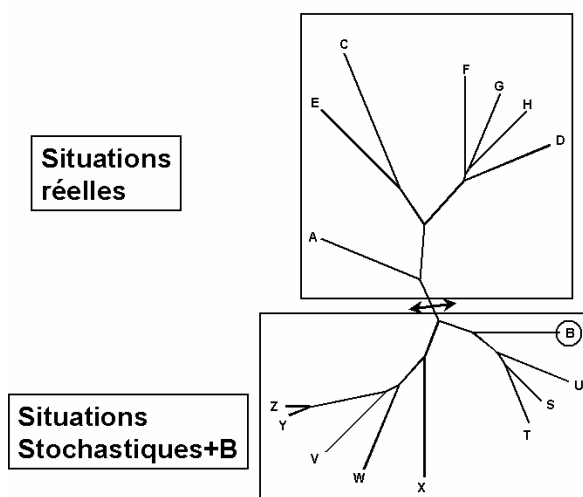 C
F
G
E
H
D
Situations
réelles
A
B
U
Z
S
Y
T
Situations
Stochastiques+B
V
W
X